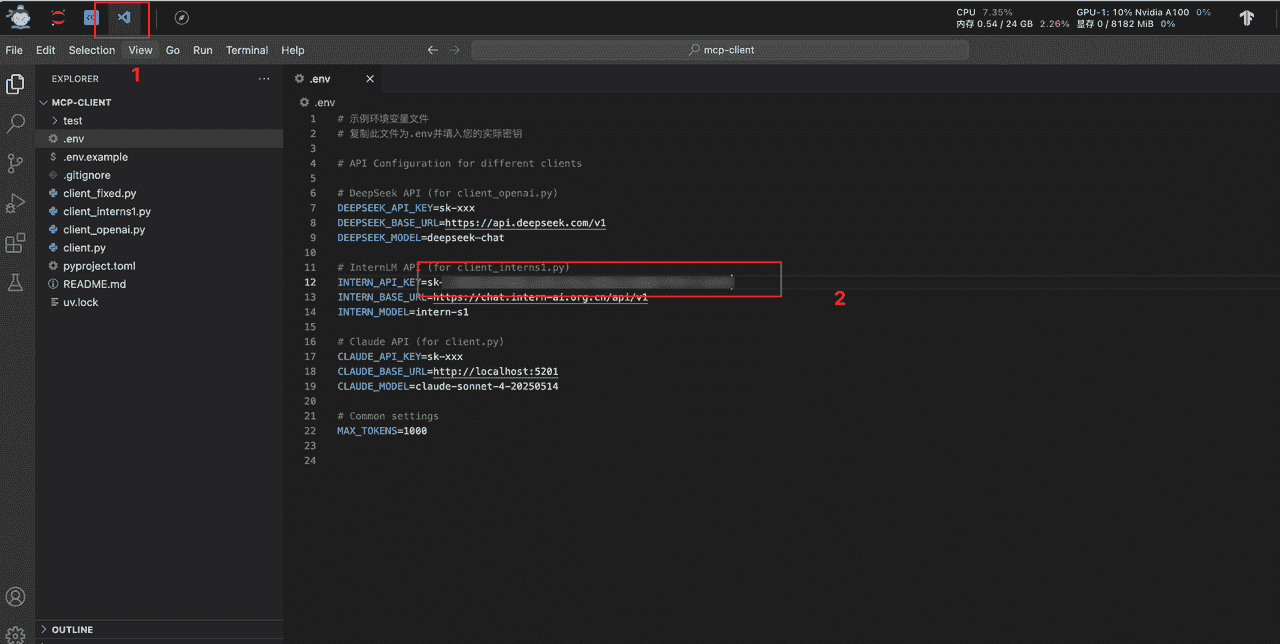 CPU 7.35%
GPU-1: 10% Nvidia A100 0%
内存 0.54 / 24 GB 2.26%
显存 0 / 8192 MiB 0%
File Edit Selection View Go Run Terminal Help
mcp-client
1
EXPLORER
MCP-CLIENT
test
.env
.env.example
.gitignore
client_fixed.py
client_interns1.py
client_openai.py
client.py
pyproject.toml
README.md
uv.lock
OUTLINE
.env
.env
1 # 示例环境变量文件
2 # 复制此文件为.env并填入您的实际密钥
3
4 # API Configuration for different clients
5
6 # DeepSeek API (for client_openai.py)
7 DEEPSEEK_API_KEY=sk-xxx
8 DEEPSEEK_BASE_URL=https://api.deepseek.com/v1
9 DEEPSEEK_MODEL=deepseek-chat
10
11 # InternLM API (for client_interns1.py)
12 INTERN_API_KEY=sk-
13 INTERN_BASE_URL=https://chat.intern-ai.org.cn/api/v1
2
14 INTERN_MODEL=intern-s1
15
16 # Claude API (for client.py)
17 CLAUDE_API_KEY=sk-xxx
18 CLAUDE_BASE_URL=http://localhost:5201
19 CLAUDE_MODEL=claude-sonnet-4-20250514
20
21 # Common settings
22 MAX_TOKENS=1000
23
24